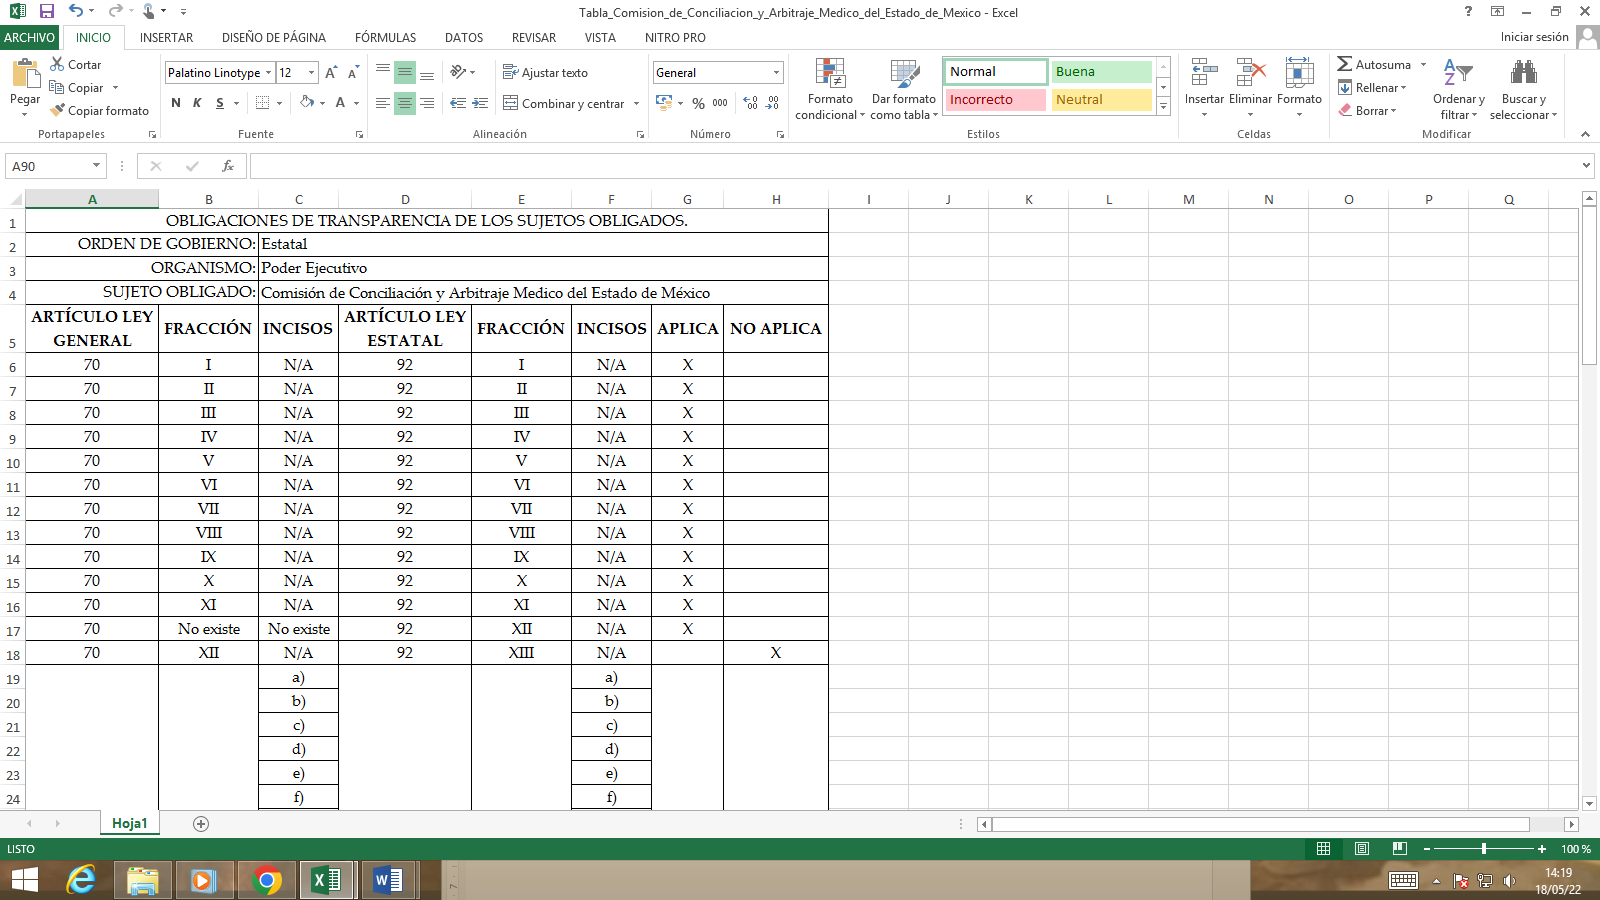 Tabla_Comision_de_Conciliacion_y_Arbitraje_Medico_del_Estado_de_Mexico - Excel
ARCHIVO INICIO INSERTAR DISEÑO DE PÁGINA FÓRMULAS DATOS REVISAR VISTA NITRO PRO Iniciar sesión
Pegar
Cortar
Copiar
Copiar formato
Portapapeles
Palatino Linotype 12
N K S
Fuente
Ajustar texto
Combinar y centrar
Alineación
General
% 000
Número
Formato condicional
Dar formato como tabla
Normal Buena
Incorrecto Neutral
Estilos
Insertar Eliminar Formato
Celdas
Autosuma
Rellenar
Borrar
Ordenar y filtrar
Buscar y seleccionar
Modificar
A90 fx
A B C D E F G H I J K L M N O P Q
1 OBLIGACIONES DE TRANSPARENCIA DE LOS SUJETOS OBLIGADOS.
2 ORDEN DE GOBIERNO: Estatal
3 ORGANISMO: Poder Ejecutivo
4 SUJETO OBLIGADO: Comisión de Conciliación y Arbitraje Medico del Estado de México
5 ARTÍCULO LEY GENERAL FRACCIÓN INCISOS ARTÍCULO LEY ESTATAL FRACCIÓN INCISOS APLICA NO APLICA
6 70 I N/A 92 I N/A X
7 70 II N/A 92 II N/A X
8 70 III N/A 92 III N/A X
9 70 IV N/A 92 IV N/A X
10 70 V N/A 92 V N/A X
11 70 VI N/A 92 VI N/A X
12 70 VII N/A 92 VII N/A X
13 70 VIII N/A 92 VIII N/A X
14 70 IX N/A 92 IX N/A X
15 70 X N/A 92 X N/A X
16 70 XI N/A 92 XI N/A X
17 70 No existe No existe 92 XII N/A X
18 70 XII N/A 92 XIII N/A X
19 a) a)
20 b) b)
21 c) c)
22 d) d)
23 e) e)
24 f) f)
Hoja1
LISTO 100 %
14:19
18/05/22